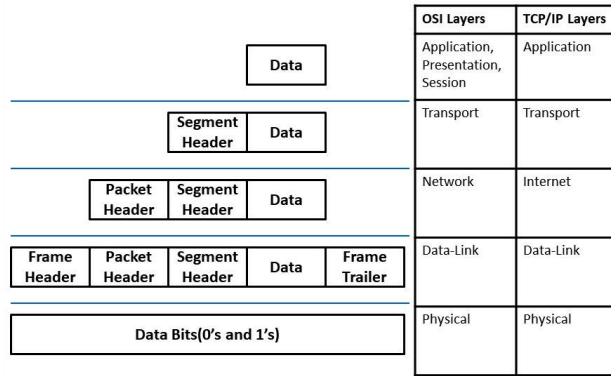 OSI Layers
TCP/IP Layers
Data
Application,
Presentation,
Session
Application
Segment
Header
Data
Transport
Transport
Packet
Header
Segment
Header
Data
Network
Internet
Frame
Header
Packet
Header
Segment
Header
Data
Frame
Trailer
Data-Link
Data-Link
Data Bits(0's and 1's)
Physical
Physical